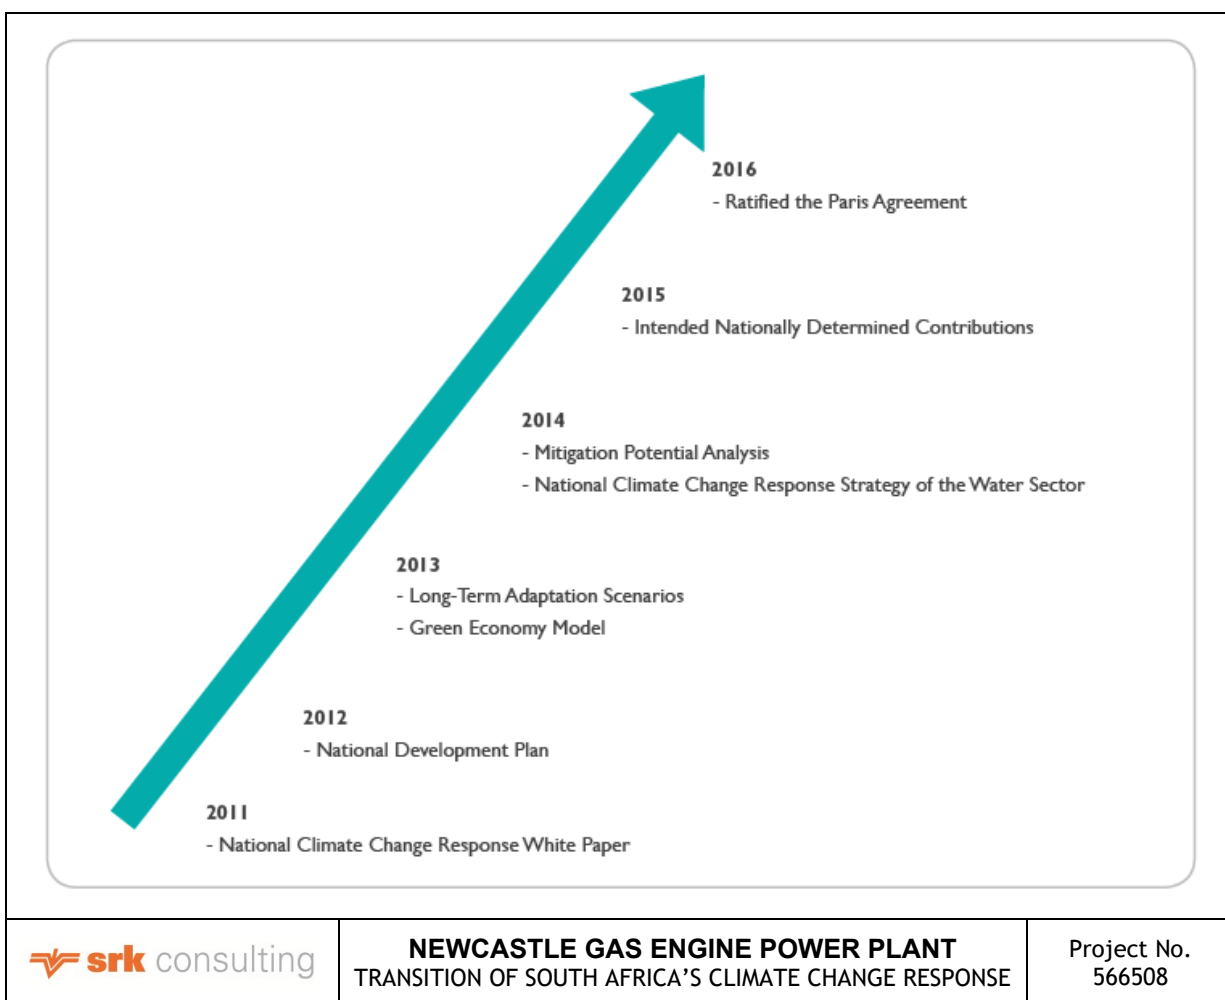 2016
- Ratified the Paris Agreement
2015
- Intended Nationally Determined Contributions
2014
- Mitigation Potential Analysis
- National Climate Change Response Strategy of the Water Sector
2013
- Long-Term Adaptation Scenarios
- Green Economy Model
2012
- National Development Plan
2011
- National Climate Change Response White Paper
srk consulting
NEWCASTLE GAS ENGINE POWER PLANT
TRANSITION OF SOUTH AFRICA'S CLIMATE CHANGE RESPONSE
Project No.
566508